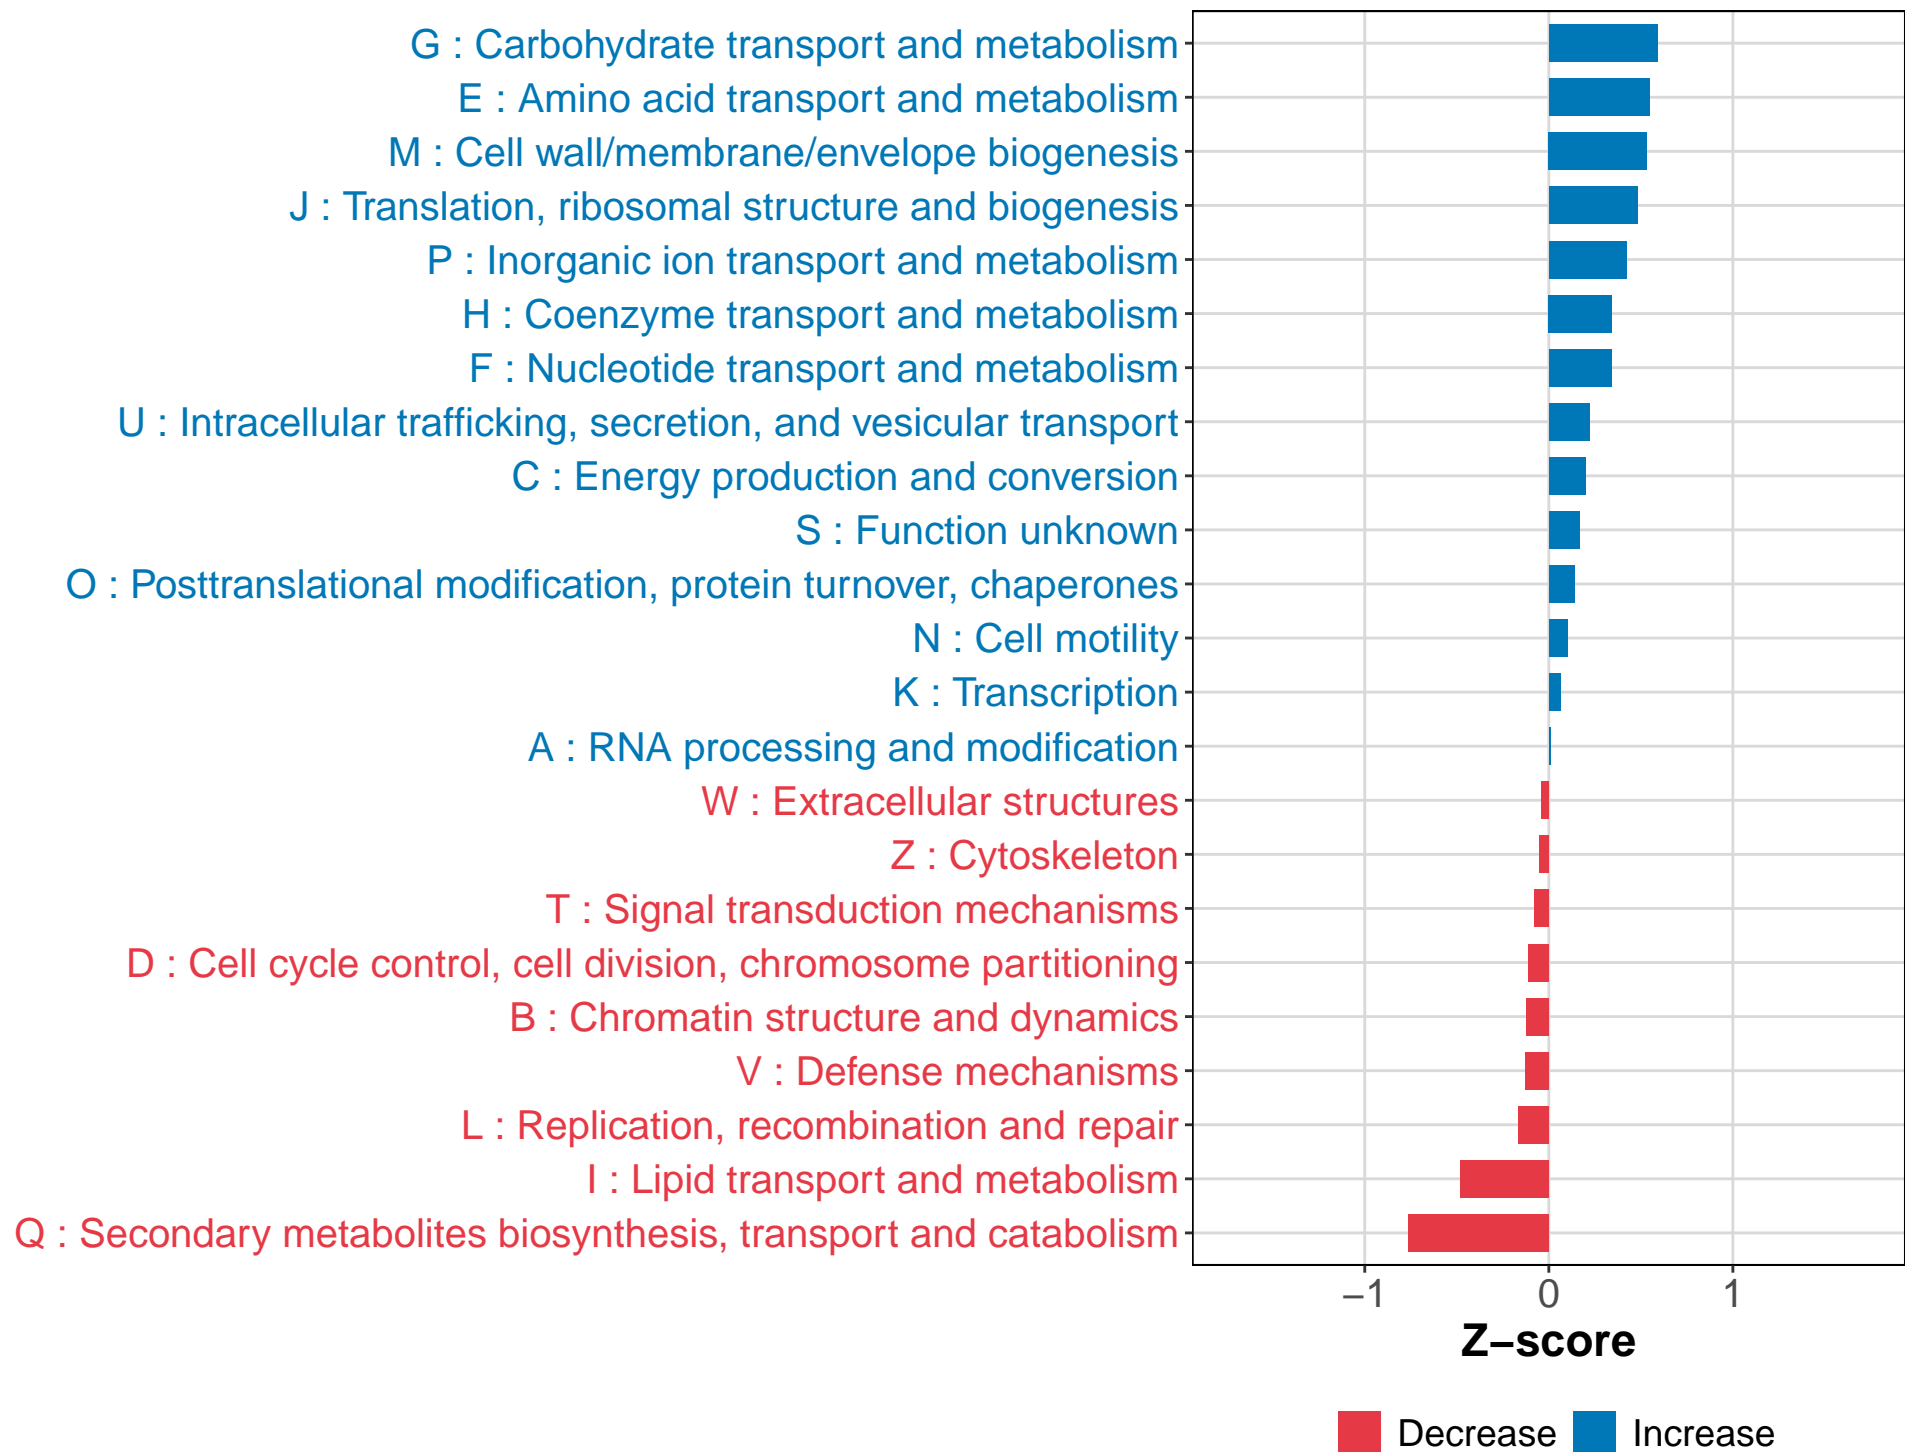 G : Carbohydrate transport and metabolism
E : Amino acid transport and metabolism
M : Cell wall/membrane/envelope biogenesis
J : Translation, ribosomal structure and biogenesis
P : Inorganic ion transport and metabolism
H : Coenzyme transport and metabolism
F : Nucleotide transport and metabolism
U : Intracellular trafficking, secretion, and vesicular transport
C : Energy production and conversion
S : Function unknown
O : Posttranslational modification, protein turnover, chaperones
N : Cell motility
K : Transcription
A : RNA processing and modification
W : Extracellular structures
Z : Cytoskeleton
T : Signal transduction mechanisms
D : Cell cycle control, cell division, chromosome partitioning
B : Chromatin structure and dynamics
V : Defense mechanisms
L : Replication, recombination and repair
I : Lipid transport and metabolism
Q : Secondary metabolites biosynthesis, transport and catabolism
−1 0 1
Z−score
Decrease Increase